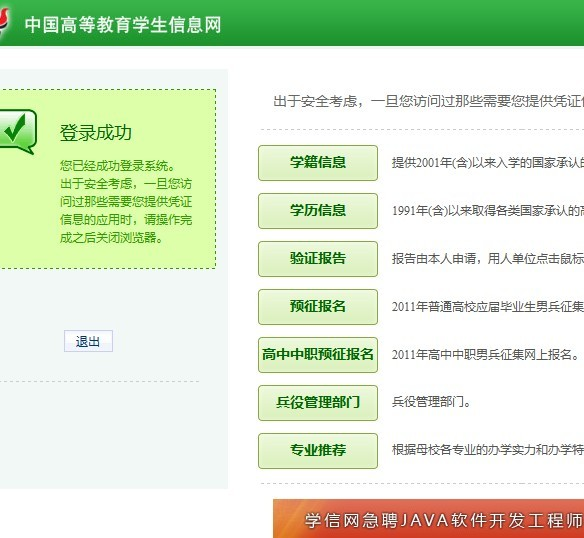 中国高等教育学生信息网
登录成功
您已经成功登录系统。
出于安全考虑，一旦您访
问过那些需要您提供凭证
信息的应用时，请操作完
成之后关闭浏览器。
退出
出于安全考虑，一旦您访问过那些需要您提供凭证
学籍信息 提供2001年(含)以来入学的国家承认
学历信息 1991年(含)以来取得各类国家承认的
验证报告 报告由本人申请，用人单位点击鼠标
预征报名 2011年普通高校应届毕业生男兵征集
高中中职预征报名 2011年高中中职男兵征集网上报名。
兵役管理部门 兵役管理部门。
专业推荐 根据母校各专业的办学实力和办学特
学信网急聘JAVA软件开发工程师